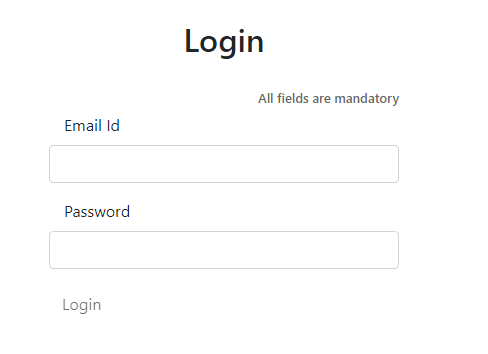 Login
All fields are mandatory
Email Id
Password
Login